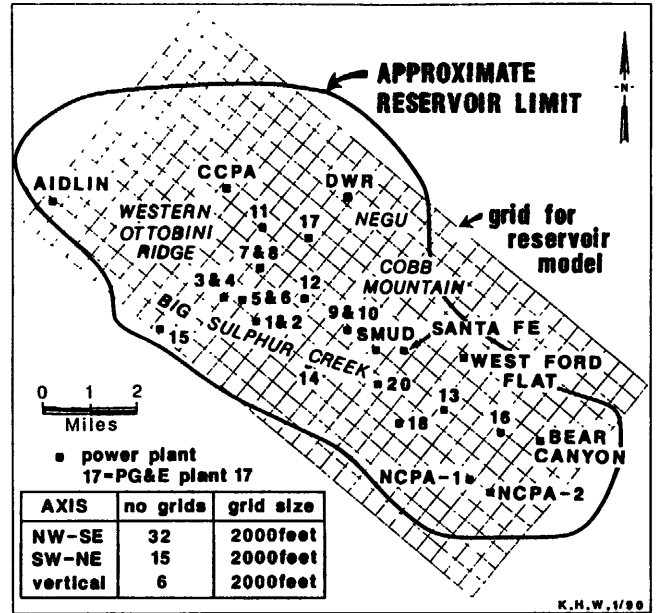 APPROXIMATE
RESERVOIR LIMIT
-N-
AIDLIN
CCPA
DWR
WESTERN
OTTOBINI
RIDGE
11
17
NEGU
grid for
reservoir
model
7 & 8
COBB
MOUNTAIN
3 & 4
5 & 6
12
9 & 10
BIG SULPHUR CREEK
1 & 2
SMUD
SANTA FE
15
WEST FORD
FLAT
14
20
13
18
16
BEAR
CANYON
NCPA-1
NCPA-2
0 1 2
Miles
power plant
17=PG&E plant 17
AXIS no grids grid size
NW-SE 32 2000feet
SW-NE 15 2000feet
vertical 6 2000feet
K,H,W,1/90